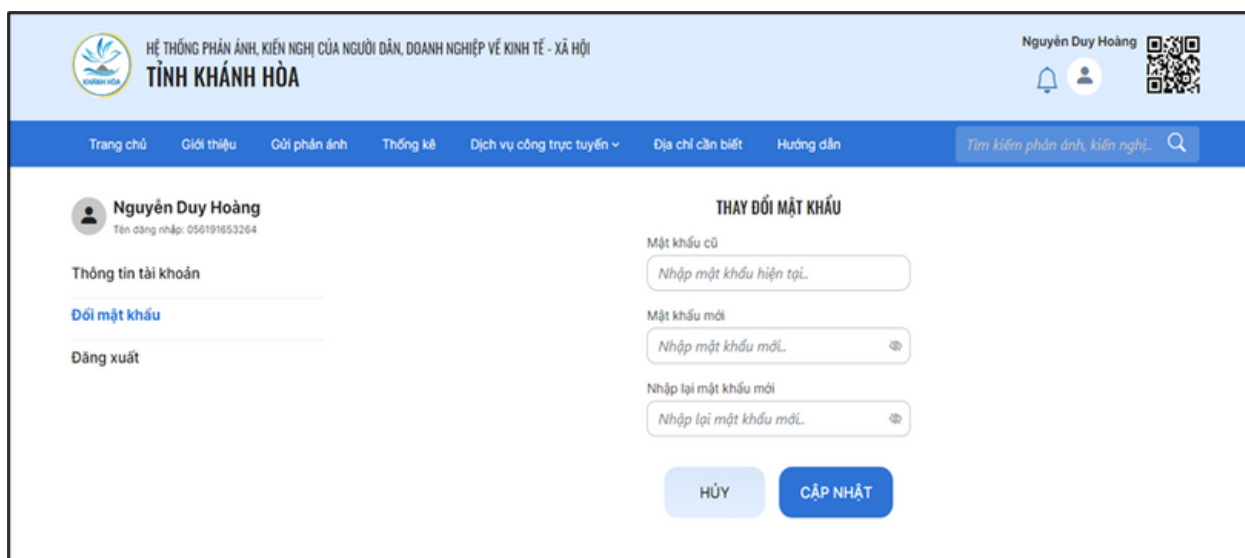 HỆ THỐNG PHẢN ÁNH, KIẾN NGHỊ CỦA NGƯỜI DÂN, DOANH NGHIỆP VỀ KINH TẾ - XÃ HỘI
TỈNH KHÁNH HÒA
KHÁNH HÒA
Nguyễn Duy Hoàng
Trang chủ
Giới thiệu
Gửi phản ánh
Thống kê
Dịch vụ công trực tuyến
Địa chỉ cần biết
Hướng dẫn
Tìm kiếm phản ánh, kiến nghị..
Nguyễn Duy Hoàng
Tên đăng nhập: 056191653264
Thông tin tài khoản
Đổi mật khẩu
Đăng xuất
THAY ĐỔI MẬT KHẨU
Mật khẩu cũ
Nhập mật khẩu hiện tại..
Mật khẩu mới
Nhập mật khẩu mới..
Nhập lại mật khẩu mới
Nhập lại mật khẩu mới..
HỦY
CẬP NHẬT